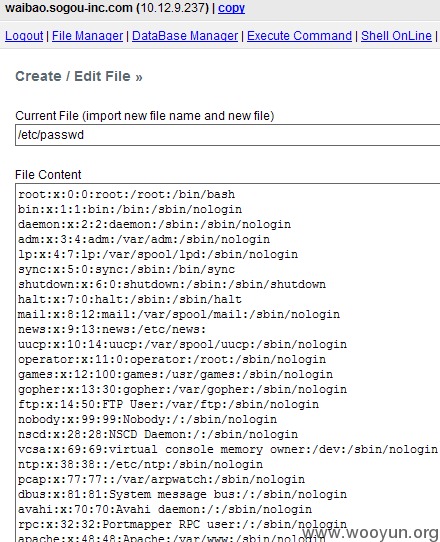 waibao.sogou-inc.com (10.12.9.237) | copy
Logout | File Manager | DataBase Manager | Execute Command | Shell OnLine |
Create / Edit File »
Current File (import new file name and new file)
/etc/passwd
File Content
root:x:0:0:root:/root:/bin/bash
bin:x:1:1:bin:/bin:/sbin/nologin
daemon:x:2:2:daemon:/sbin:/sbin/nologin
adm:x:3:4:adm:/var/adm:/sbin/nologin
lp:x:4:7:lp:/var/spool/lpd:/sbin/nologin
sync:x:5:0:sync:/sbin:/bin/sync
shutdown:x:6:0:shutdown:/sbin:/sbin/shutdown
halt:x:7:0:halt:/sbin:/sbin/halt
mail:x:8:12:mail:/var/spool/mail:/sbin/nologin
news:x:9:13:news:/etc/news:
uucp:x:10:14:uucp:/var/spool/uucp:/sbin/nologin
operator:x:11:0:operator:/root:/sbin/nologin
games:x:12:100:games:/usr/games:/sbin/nologin
gopher:x:13:30:gopher:/var/gopher:/sbin/nologin
ftp:x:14:50:FTP User:/var/ftp:/sbin/nologin
nobody:x:99:99:Nobody:/:/sbin/nologin
nscd:x:28:28:NSCD Daemon:/:/sbin/nologin
vcsa:x:69:69:virtual console memory owner:/dev:/sbin/nologin
ntp:x:38:38::/etc/ntp:/sbin/nologin
pcap:x:77:77::/var/arpwatch:/sbin/nologin
dbus:x:81:81:System message bus:/:/sbin/nologin
avahi:x:70:70:Avahi daemon:/:/sbin/nologin
rpc:x:32:32:Portmapper RPC user:/:/sbin/nologin
apache:x:48:48:Apache:/var/www:/sbin/nologin
www.wooyun.org